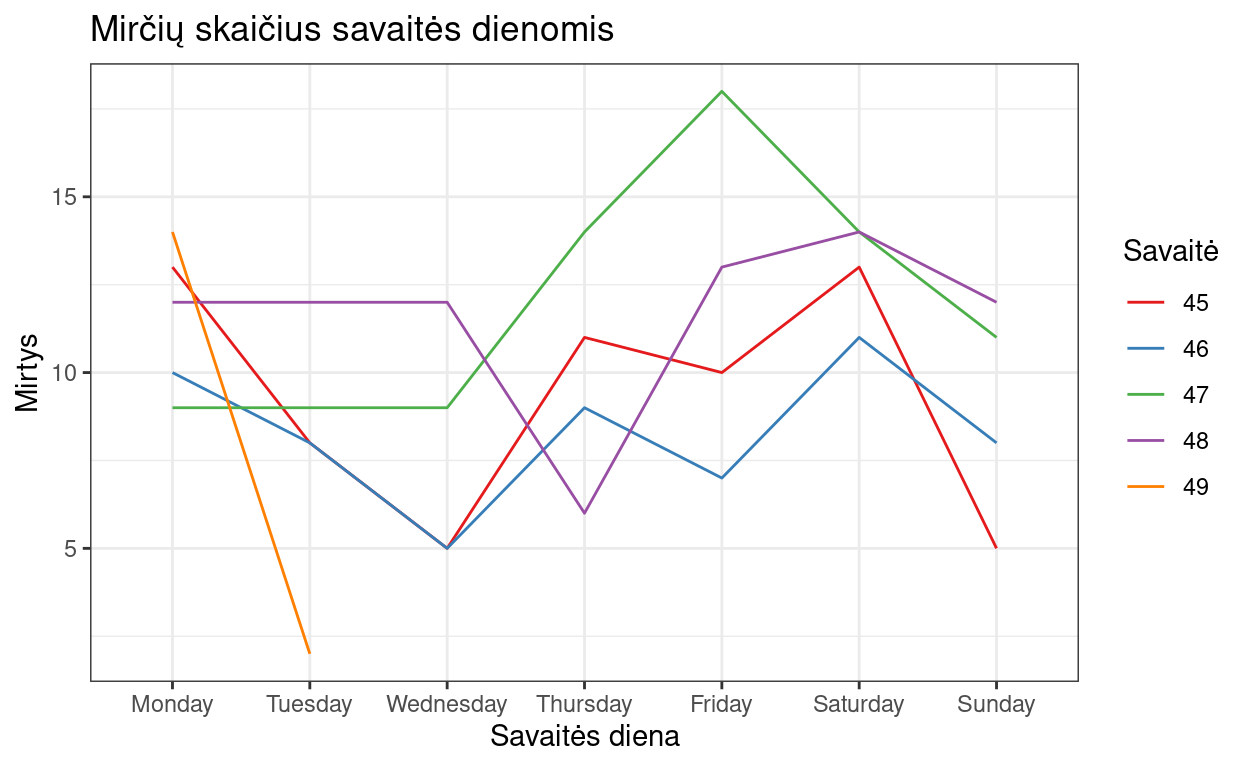 Mirčių skaičius savaitės dienomis
Mirtys
15
10
5
Monday Tuesday Wednesday Thursday Friday Saturday Sunday
Savaitės diena
Savaitė
45
46
47
48
49